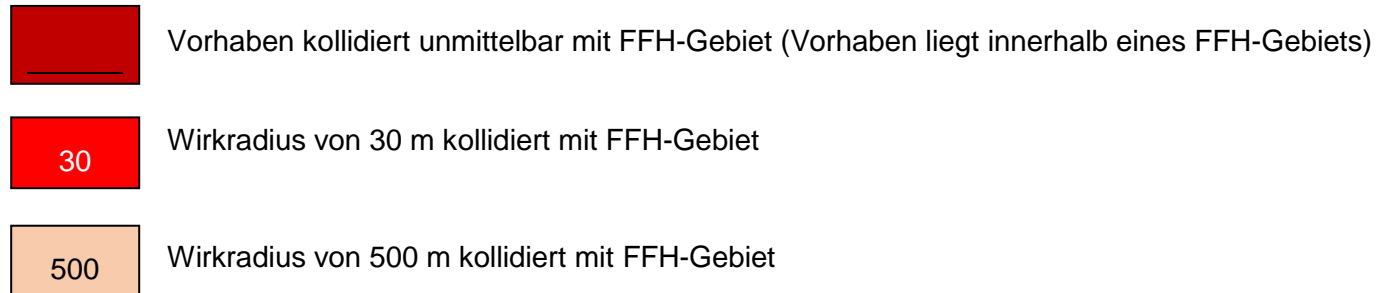 Vorhaben kollidiert unmittelbar mit FFH-Gebiet (Vorhaben liegt innerhalb eines FFH-Gebiets)
30 Wirkradius von 30 m kollidiert mit FFH-Gebiet
500 Wirkradius von 500 m kollidiert mit FFH-Gebiet